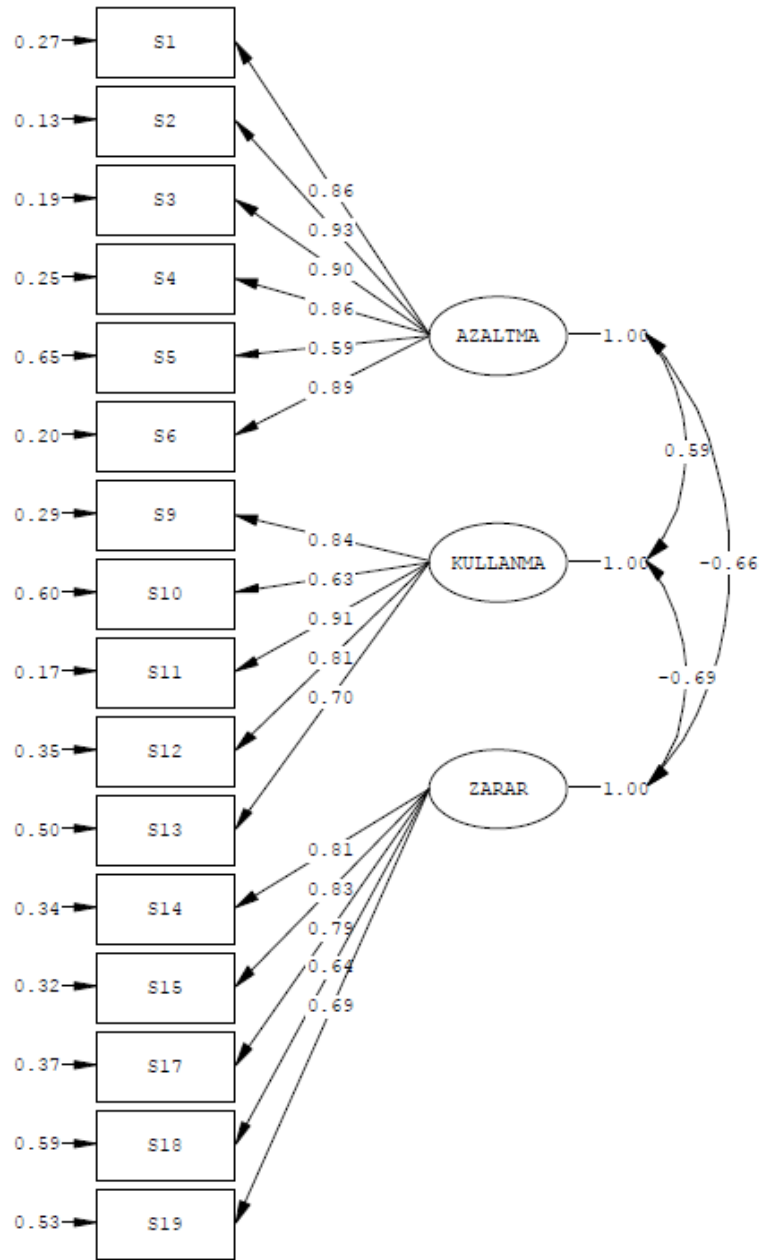 0.27 S1
0.13 S2
0.19 S3
0.86
0.93
0.90
0.25 S4
0.86
AZALTMA 1.00
0.65 S5
0.59
0.89
0.20 S6
0.59
0.29 S9
0.84
KULLANMA 1.00
-0.66
0.60 S10
0.63
0.91
0.17 S11
0.81
0.70
-0.69
0.35 S12
ZARAR 1.00
0.50 S13
0.81
0.34 S14
0.83
0.79
0.64
0.32 S15
0.69
0.37 S17
0.59 S18
0.53 S19